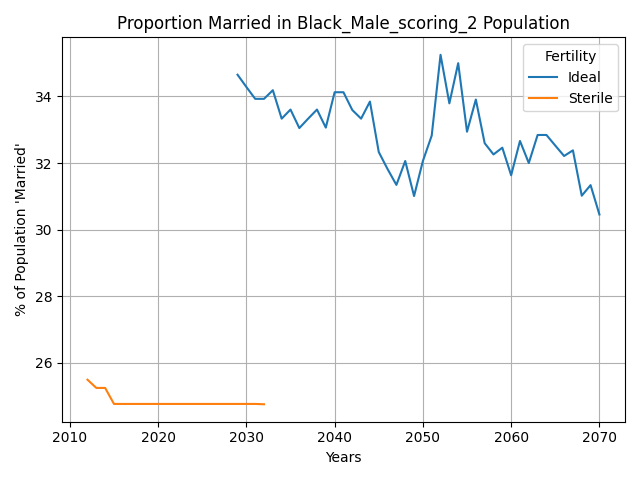 Proportion Married in Black_Male_scoring_2 Population
% of Population 'Married'
34
32
30
28
26
Fertility
Ideal
Sterile
2010 2020 2030 2040 2050 2060 2070
Years